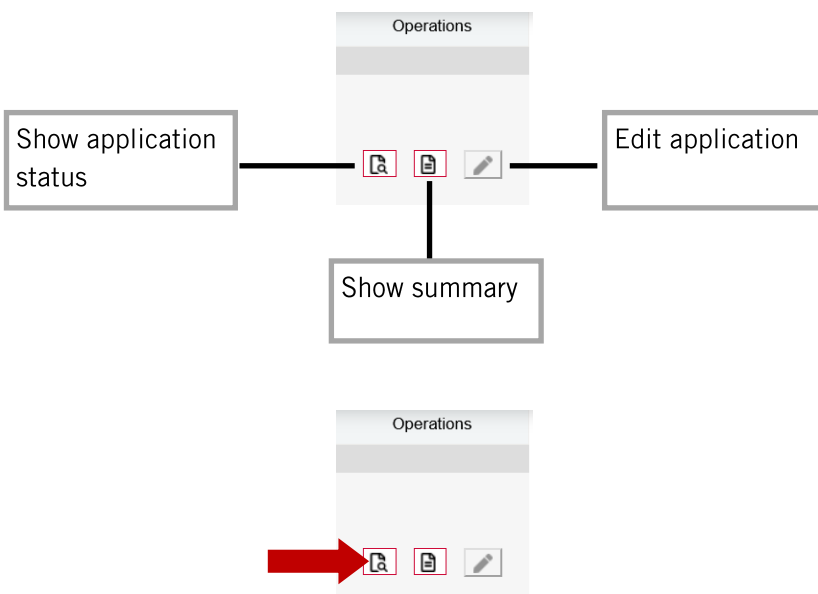 Operations
Show application
status
Edit application
Show summary
Operations